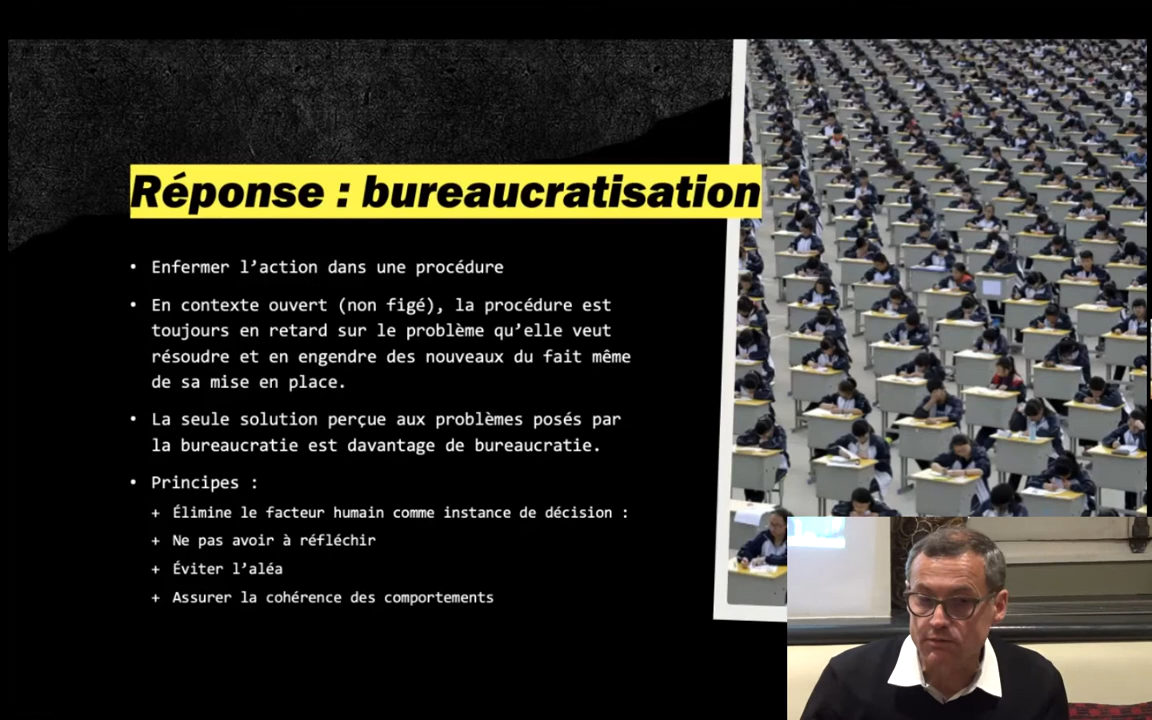 Réponse : bureaucratisation
• Enfermer l’action dans une procédure
• En contexte ouvert (non figé), la procédure est
toujours en retard sur le problème qu’elle veut
résoudre et en engendre des nouveaux du fait même
de sa mise en place.
• La seule solution perçue aux problèmes posés par
la bureaucratie est davantage de bureaucratie.
• Principes :
+ Élimine le facteur humain comme instance de décision :
+ Ne pas avoir à réfléchir
+ Éviter l’aléa
+ Assurer la cohérence des comportements